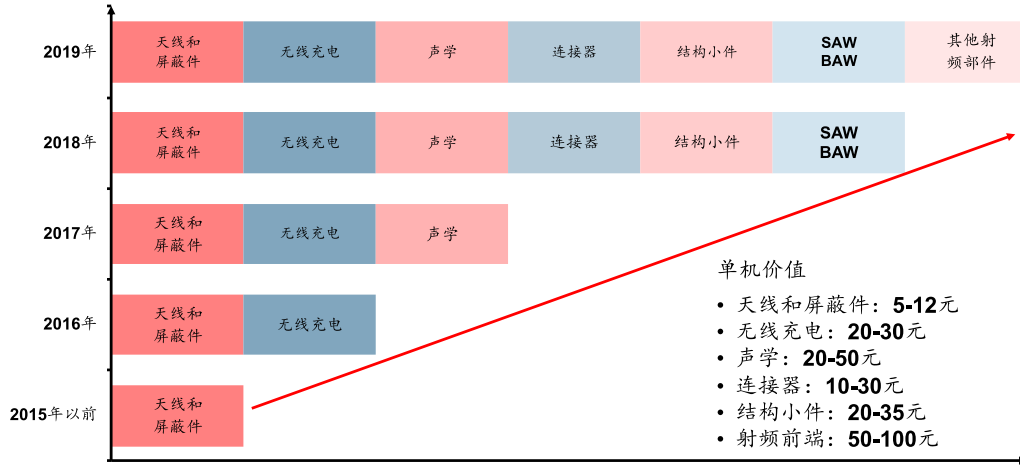 2019年
天线和
屏蔽件
无线充电
声学
连接器
结构小件
SAW
BAW
其他射
频部件
2018年
天线和
屏蔽件
无线充电
声学
连接器
结构小件
SAW
BAW
2017年
天线和
屏蔽件
无线充电
声学
2016年
天线和
屏蔽件
无线充电
2015年以前
天线和
屏蔽件
单机价值
• 天线和屏蔽件：5-12元
• 无线充电：20-30元
• 声学：20-50元
• 连接器：10-30元
• 结构小件：20-35元
• 射频前端：50-100元